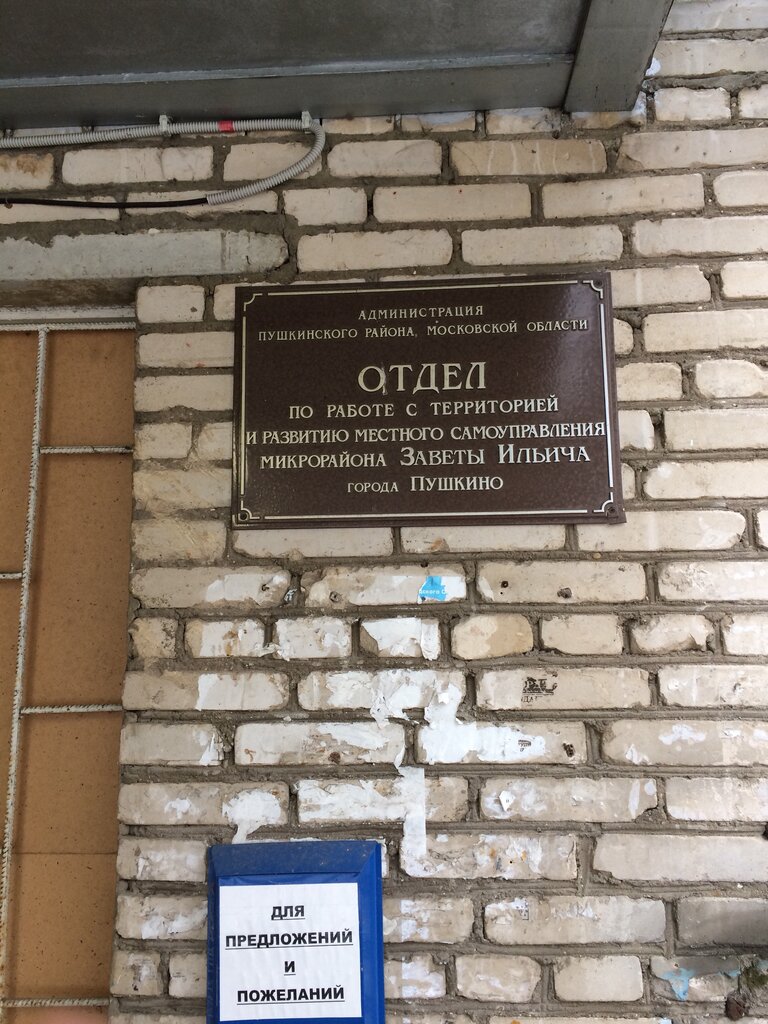 АДМИНИСТРАЦИЯ
ПУШКИНСКОГО РАЙОНА, МОСКОВСКОЙ ОБЛАСТИ
ОТДЕЛ
ПО РАБОТЕ С ТЕРРИТОРИЕЙ
И РАЗВИТИЮ МЕСТНОГО САМОУПРАВЛЕНИЯ
МИКРОРАЙОНА ЗАВЕТЫ ИЛЬИЧА
ГОРОДА ПУШКИНО
ДЛЯ
ПРЕДЛОЖЕНИЙ
И
ПОЖЕЛАНИЙ